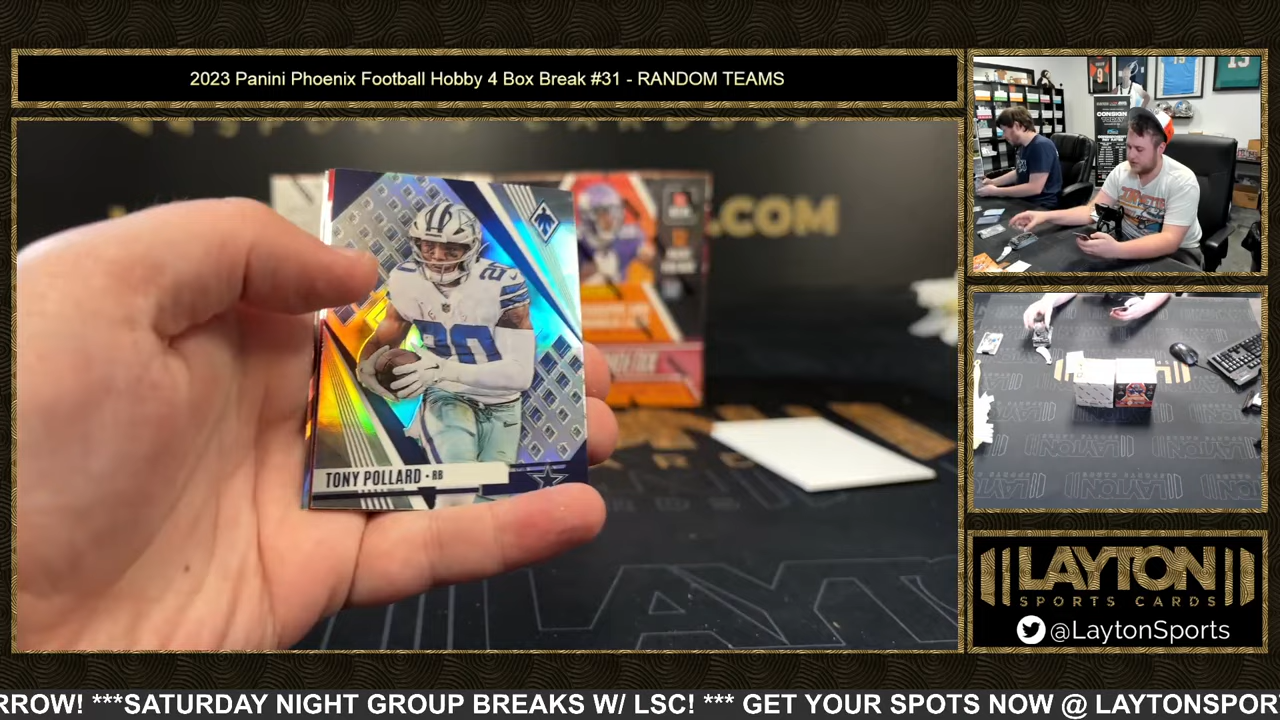 2023 Panini Phoenix Football Hobby 4 Box Break #31 - RANDOM TEAMS
.COM
20
TONY POLLARD • RB
CONSIGN
LAYTON
SPORTS CARDS
@LaytonSports
RROW! ***SATURDAY NIGHT GROUP BREAKS W/ LSC! *** GET YOUR SPOTS NOW @ LAYTONSPOR